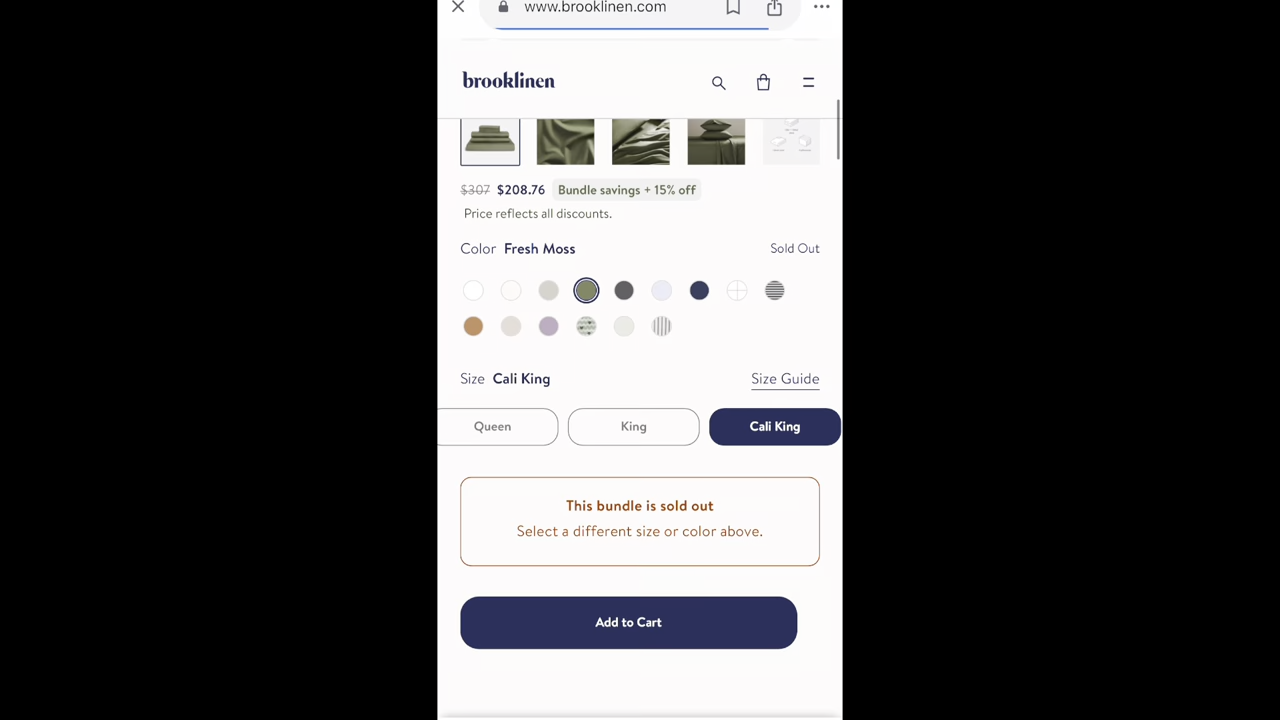 www.brooklinen.com
brooklinen
$307 $208.76 Bundle savings + 15% off
Price reflects all discounts.
Color Fresh Moss Sold Out
Size Cali King Size Guide
Queen King Cali King
This bundle is sold out
Select a different size or color above.
Add to Cart